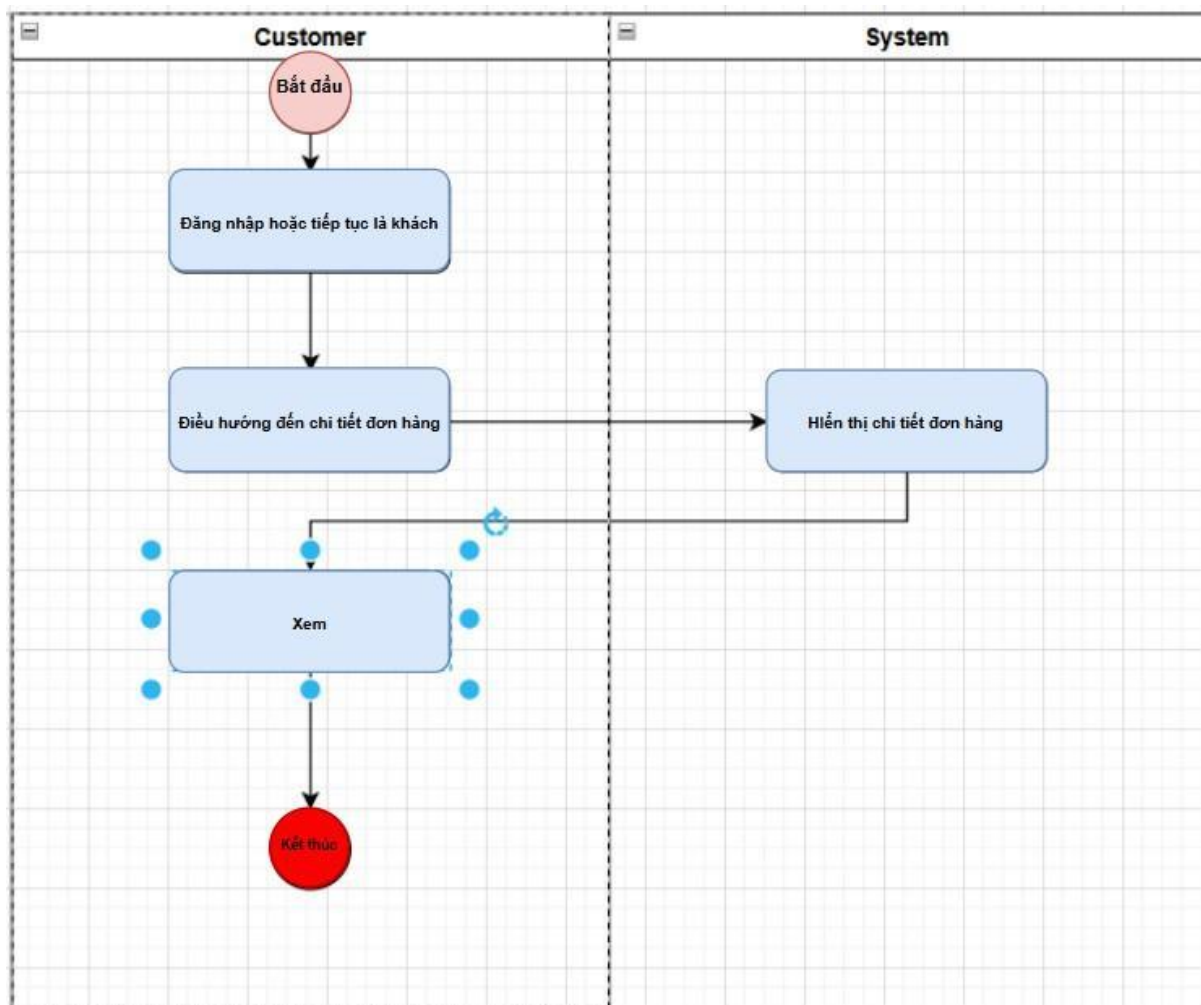 Customer
System
Bắt đầu
Đăng nhập hoặc tiếp tục là khách
Điều hướng đến chi tiết đơn hàng
HIển thị chi tiết đơn hàng
Xem
Kết thúc